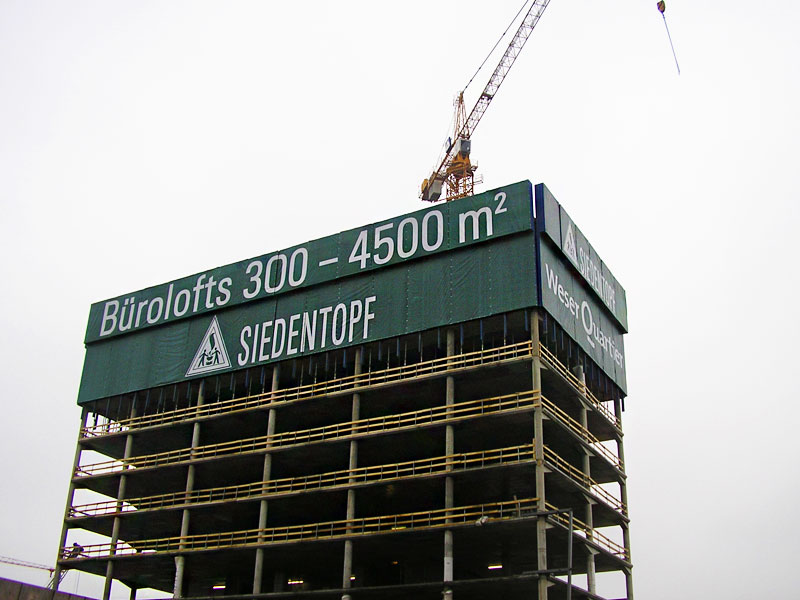 Bürolofts 300 – 4500 m²
SIEDENTOPF
SIEDENTOPF
Weser Quartier